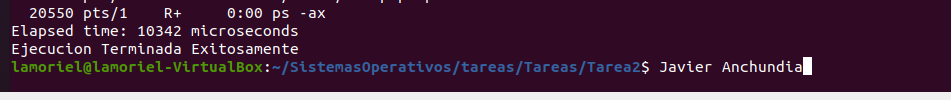 20550 pts/1    R+     0:00 ps -ax
Elapsed time: 10342 microseconds
Ejecucion Terminada Exitosamente
lamoriel@lamoriel-VirtualBox:~/SistemasOperativos/tareas/Tareas/Tarea2$ Javier Anchundia